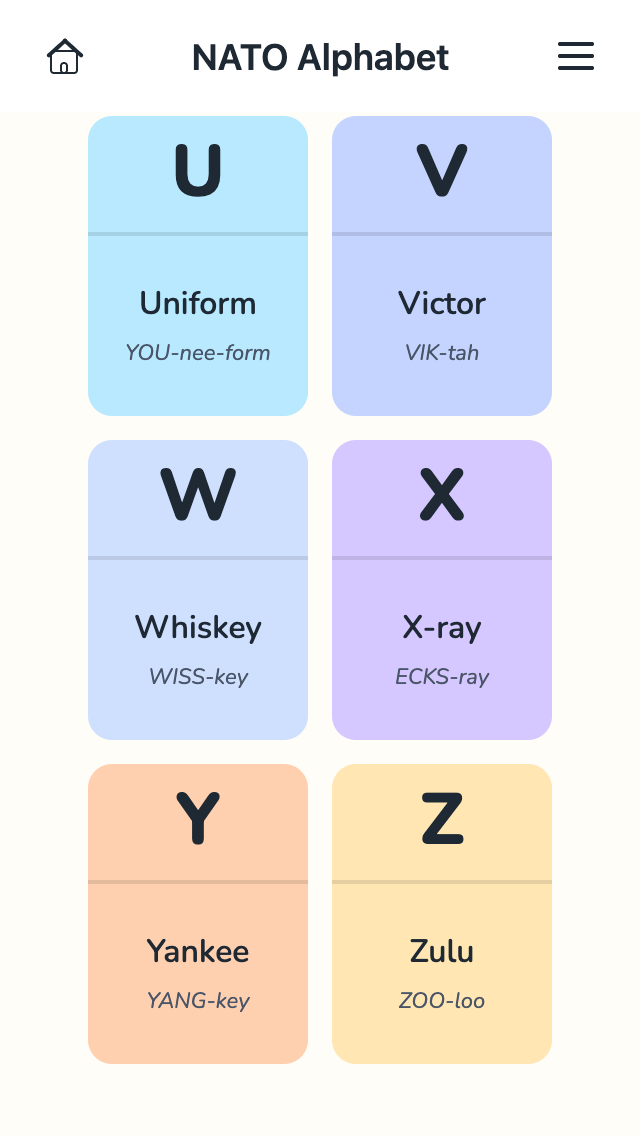 NATO Alphabet
U
Uniform
YOU-nee-form
V
Victor
VIK-tah
W
Whiskey
WISS-key
X
X-ray
ECKS-ray
Y
Yankee
YANG-key
Z
Zulu
ZOO-loo